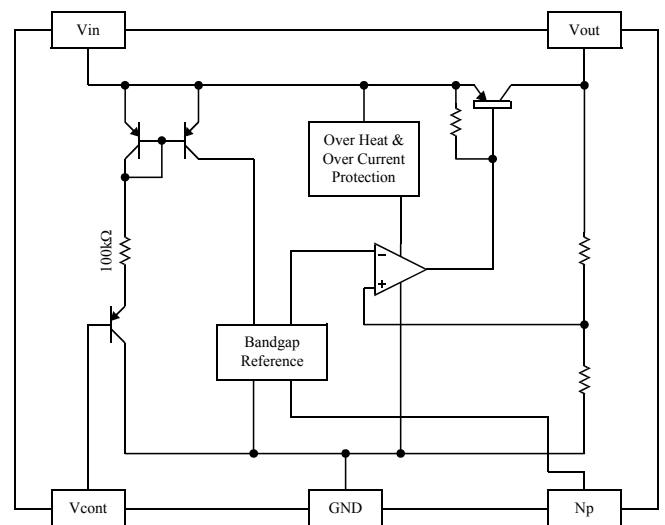 Vin
Vout
Over Heat &
Over Current
Protection
100kΩ
−
+
Bandgap
Reference
Vcont
GND
Np